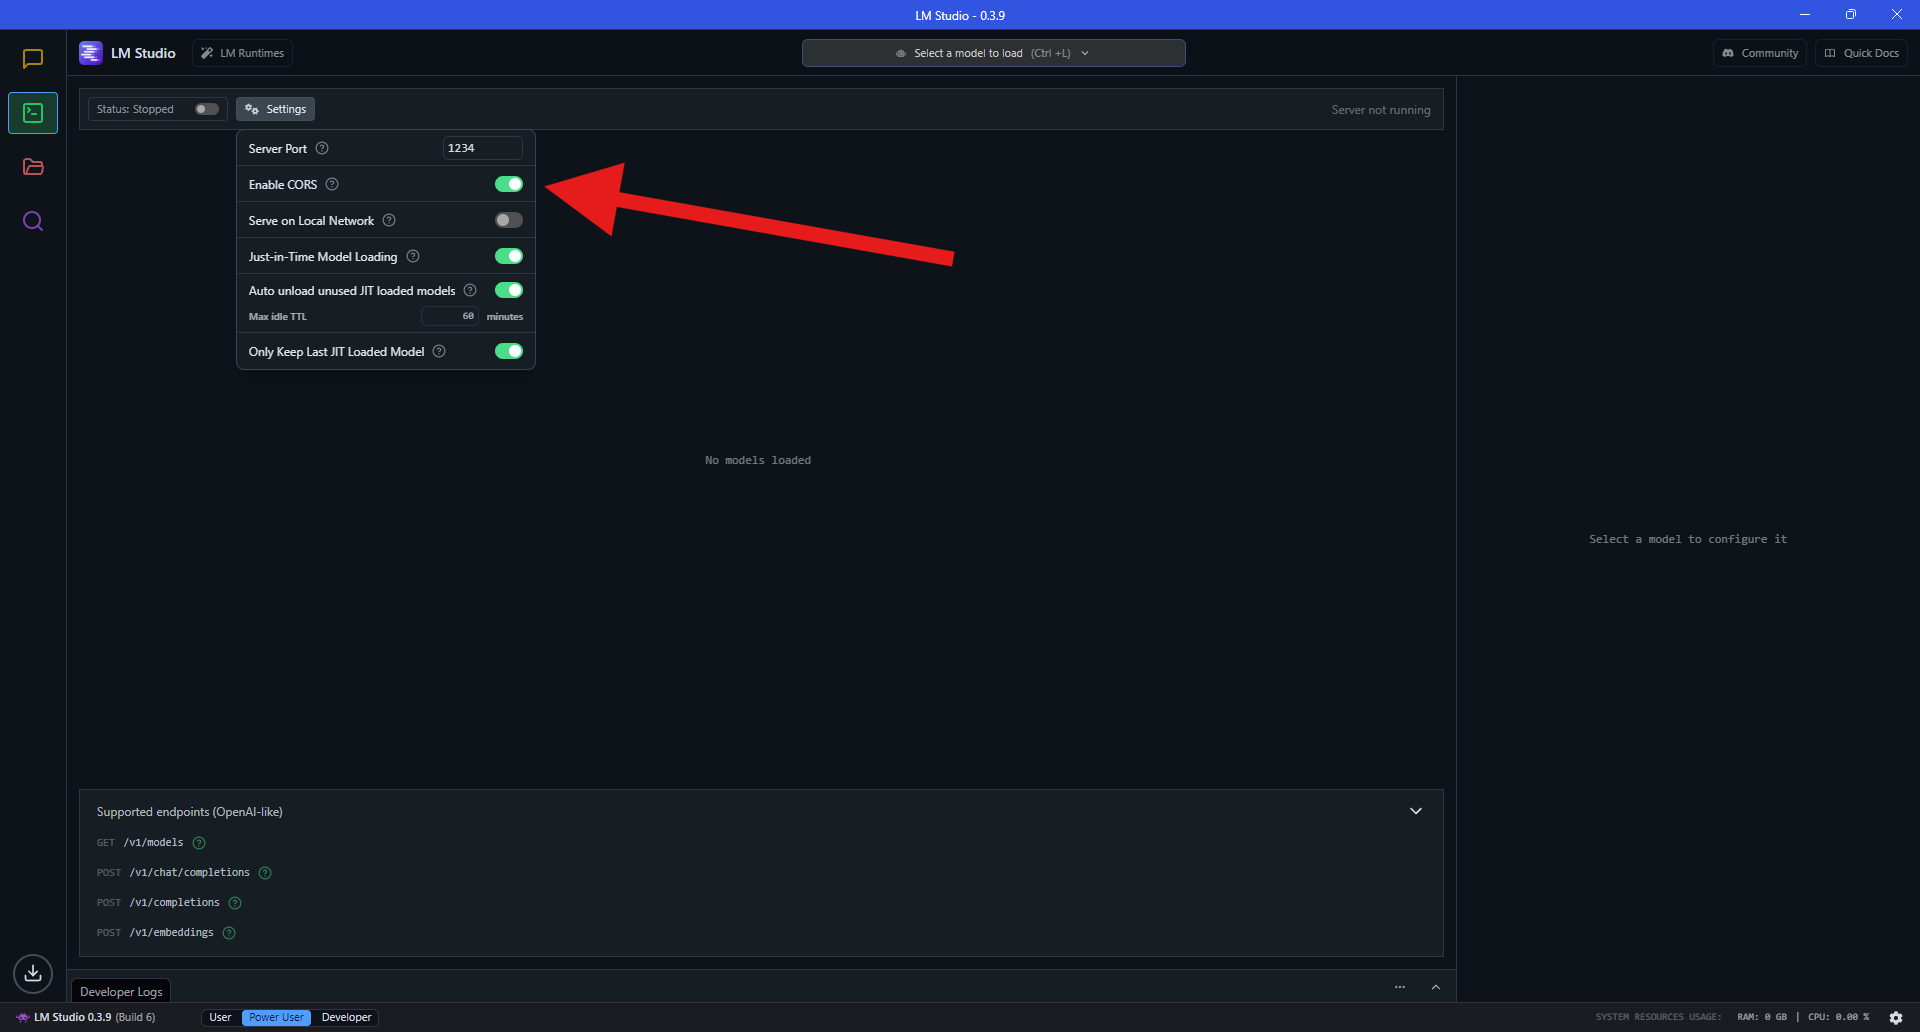 LM Studio - 0.3.9
LM Studio
LM Runtimes
Select a model to load (Ctrl +L)
Community
Quick Docs
Status: Stopped
Settings
Server not running
Server Port
1234
Enable CORS
Serve on Local Network
Just-in-Time Model Loading
Auto unload unused JIT loaded models
Max idle TTL
60 minutes
Only Keep Last JIT Loaded Model
No models loaded
Select a model to configure it
Supported endpoints (OpenAI-like)
GET /v1/models
POST /v1/chat/completions
POST /v1/completions
POST /v1/embeddings
Developer Logs
LM Studio 0.3.9 (Build 6)
User
Power User
Developer
SYSTEM RESOURCES USAGE: RAM: 0 GB | CPU: 0.00 %